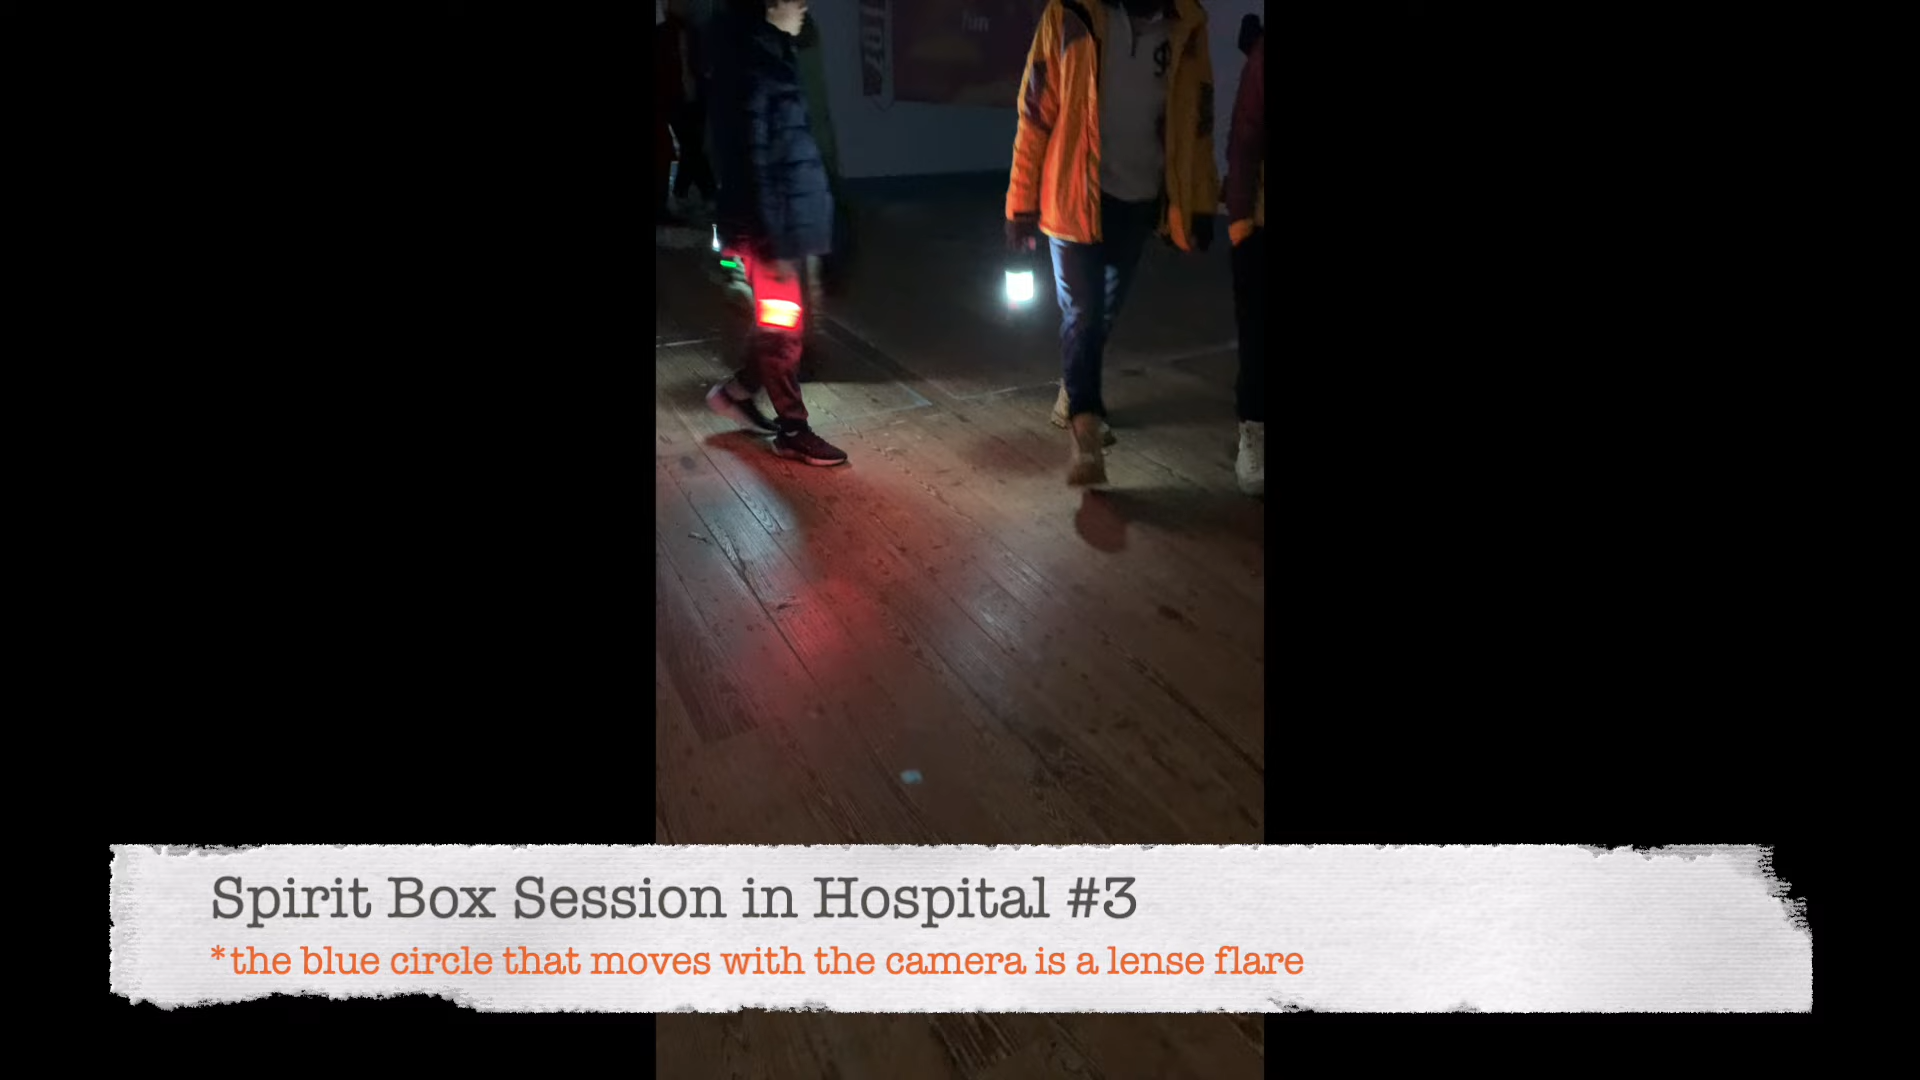 Spirit Box Session in Hospital #3
*the blue circle that moves with the camera is a lense flare